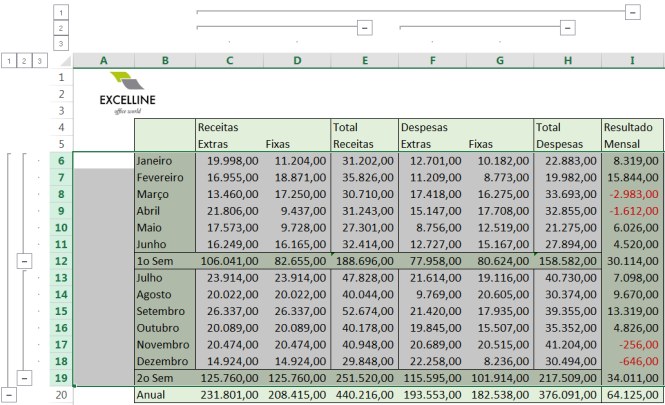 1
2
3
1 2 3 A B C D E F G H I
1
2
EXCELLINE
3
office world
4 Receitas Total Despesas Total Resultado
5 Extras Fixas Receitas Extras Fixas Despesas Mensal
6 Janeiro 19.998,00 11.204,00 31.202,00 12.701,00 10.182,00 22.883,00 8.319,00
7 Fevereiro 16.955,00 18.871,00 35.826,00 11.209,00 8.773,00 19.982,00 15.844,00
8 Março 13.460,00 17.250,00 30.710,00 17.418,00 16.275,00 33.693,00 -2.983,00
9 Abril 21.806,00 9.437,00 31.243,00 15.147,00 17.708,00 32.855,00 -1.612,00
10 Maio 17.573,00 9.728,00 27.301,00 8.756,00 12.519,00 21.275,00 6.026,00
11 Junho 16.249,00 16.165,00 32.414,00 12.727,00 15.167,00 27.894,00 4.520,00
12 1o Sem 106.041,00 82.655,00 188.696,00 77.958,00 80.624,00 158.582,00 30.114,00
13 Julho 23.914,00 23.914,00 47.828,00 21.614,00 19.116,00 40.730,00 7.098,00
14 Agosto 20.022,00 20.022,00 40.044,00 9.769,00 20.605,00 30.374,00 9.670,00
15 Setembro 26.337,00 26.337,00 52.674,00 21.420,00 17.935,00 39.355,00 13.319,00
16 Outubro 20.089,00 20.089,00 40.178,00 19.845,00 15.507,00 35.352,00 4.826,00
17 Novembro 20.474,00 20.474,00 40.948,00 20.689,00 20.515,00 41.204,00 -256,00
18 Dezembro 14.924,00 14.924,00 29.848,00 22.258,00 8.236,00 30.494,00 -646,00
19 2o Sem 125.760,00 125.760,00 251.520,00 115.595,00 101.914,00 217.509,00 34.011,00
20 Anual 231.801,00 208.415,00 440.216,00 193.553,00 182.538,00 376.091,00 64.125,00